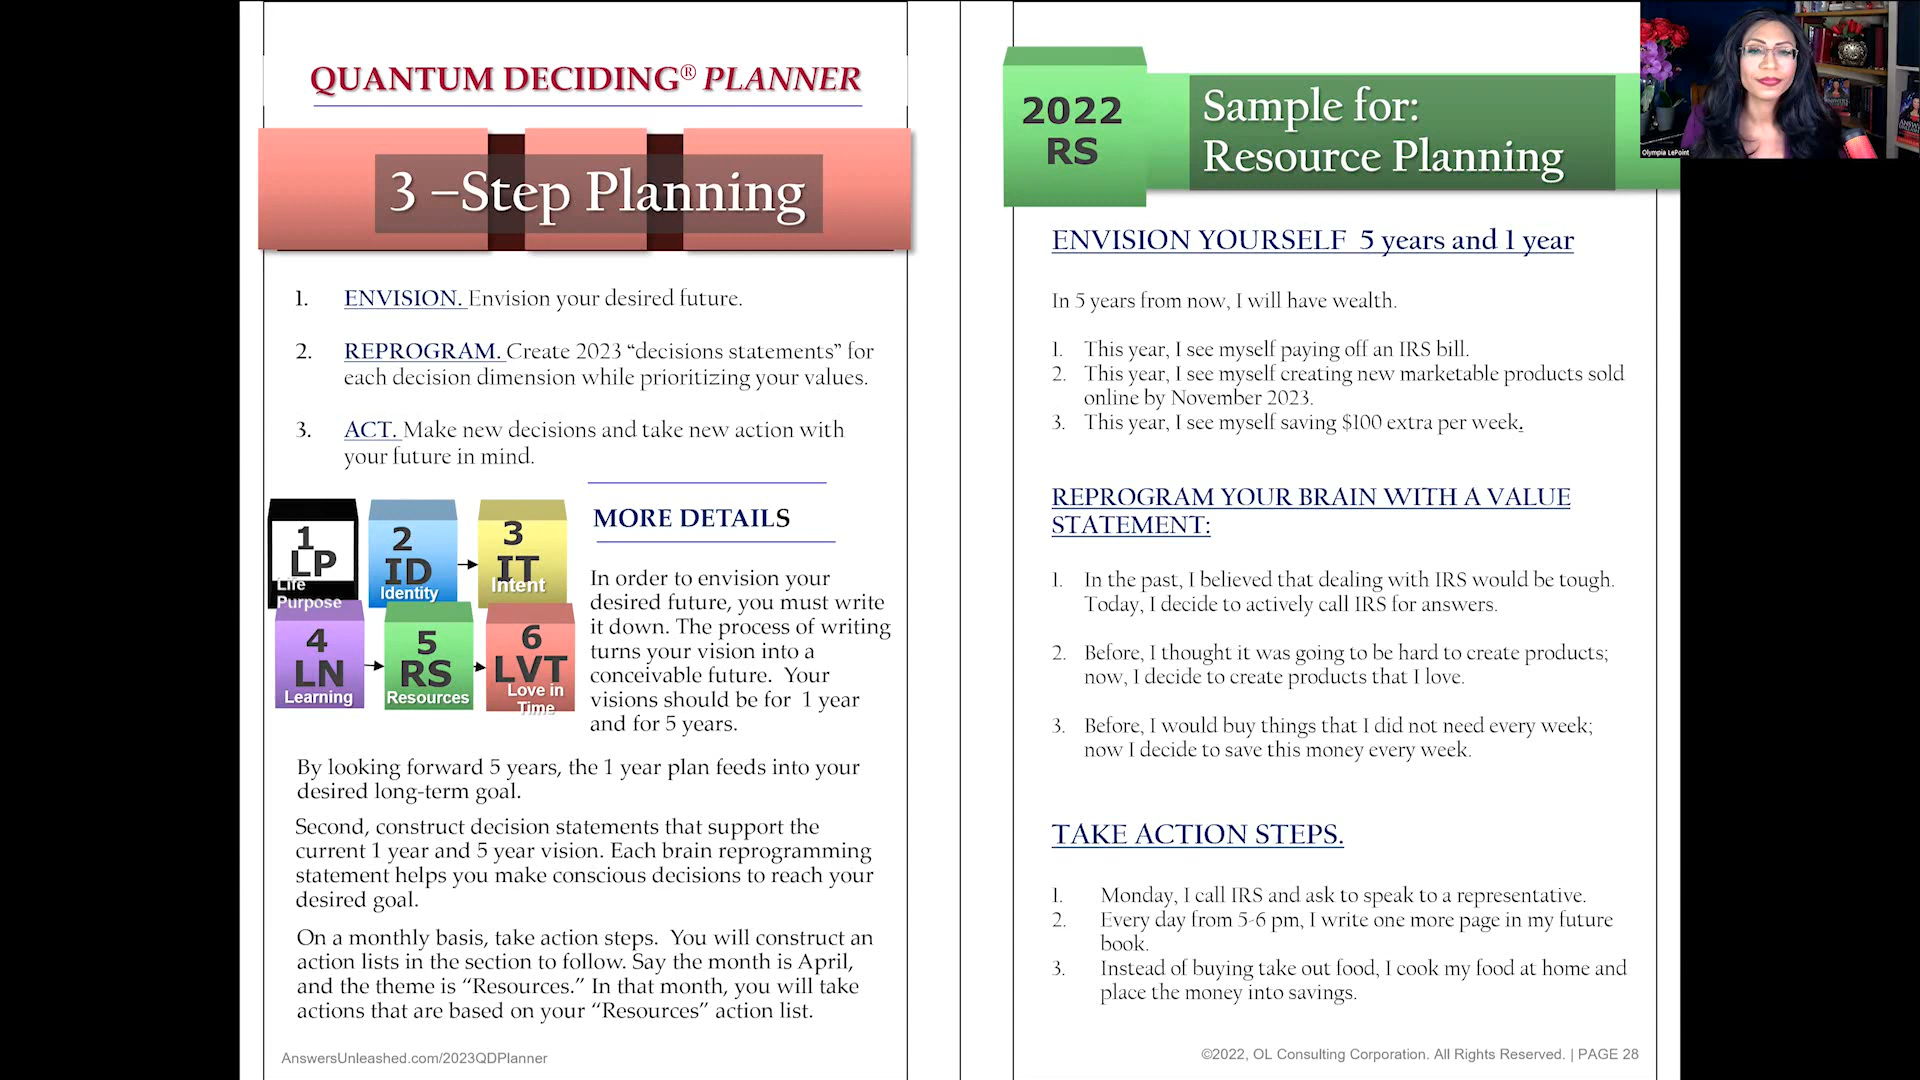 QUANTUM DECIDING® PLANNER
3 –Step Planning
1. ENVISION. Envision your desired future.
2. REPROGRAM. Create 2023 “decisions statements” for
each decision dimension while prioritizing your values.
3. ACT. Make new decisions and take new action with
your future in mind.
1
LP
Life
Purpose
2
ID
Identity
3
IT
Intent
4
LN
Learning
5
RS
Resources
6
LVT
Love in
Time
MORE DETAILS
In order to envision your
desired future, you must write
it down. The process of writing
turns your vision into a
conceivable future. Your
visions should be for 1 year
and for 5 years.
By looking forward 5 years, the 1 year plan feeds into your
desired long-term goal.
Second, construct decision statements that support the
current 1 year and 5 year vision. Each brain reprogramming
statement helps you make conscious decisions to reach your
desired goal.
On a monthly basis, take action steps. You will construct an
action lists in the section to follow. Say the month is April,
and the theme is “Resources.” In that month, you will take
actions that are based on your “Resources” action list.
AnswersUnleashed.com/2023QDPlanner
2022
RS
Sample for:
Resource Planning
ENVISION YOURSELF 5 years and 1 year
In 5 years from now, I will have wealth.
1. This year, I see myself paying off an IRS bill.
2. This year, I see myself creating new marketable products sold
online by November 2023.
3. This year, I see myself saving $100 extra per week.
REPROGRAM YOUR BRAIN WITH A VALUE
STATEMENT:
1. In the past, I believed that dealing with IRS would be tough.
Today, I decide to actively call IRS for answers.
2. Before, I thought it was going to be hard to create products;
now, I decide to create products that I love.
3. Before, I would buy things that I did not need every week;
now I decide to save this money every week.
TAKE ACTION STEPS.
1. Monday, I call IRS and ask to speak to a representative.
2. Every day from 5-6 pm, I write one more page in my future
book.
3. Instead of buying take out food, I cook my food at home and
place the money into savings.
©2022, OL Consulting Corporation. All Rights Reserved. | PAGE 28
Olympia LePoint